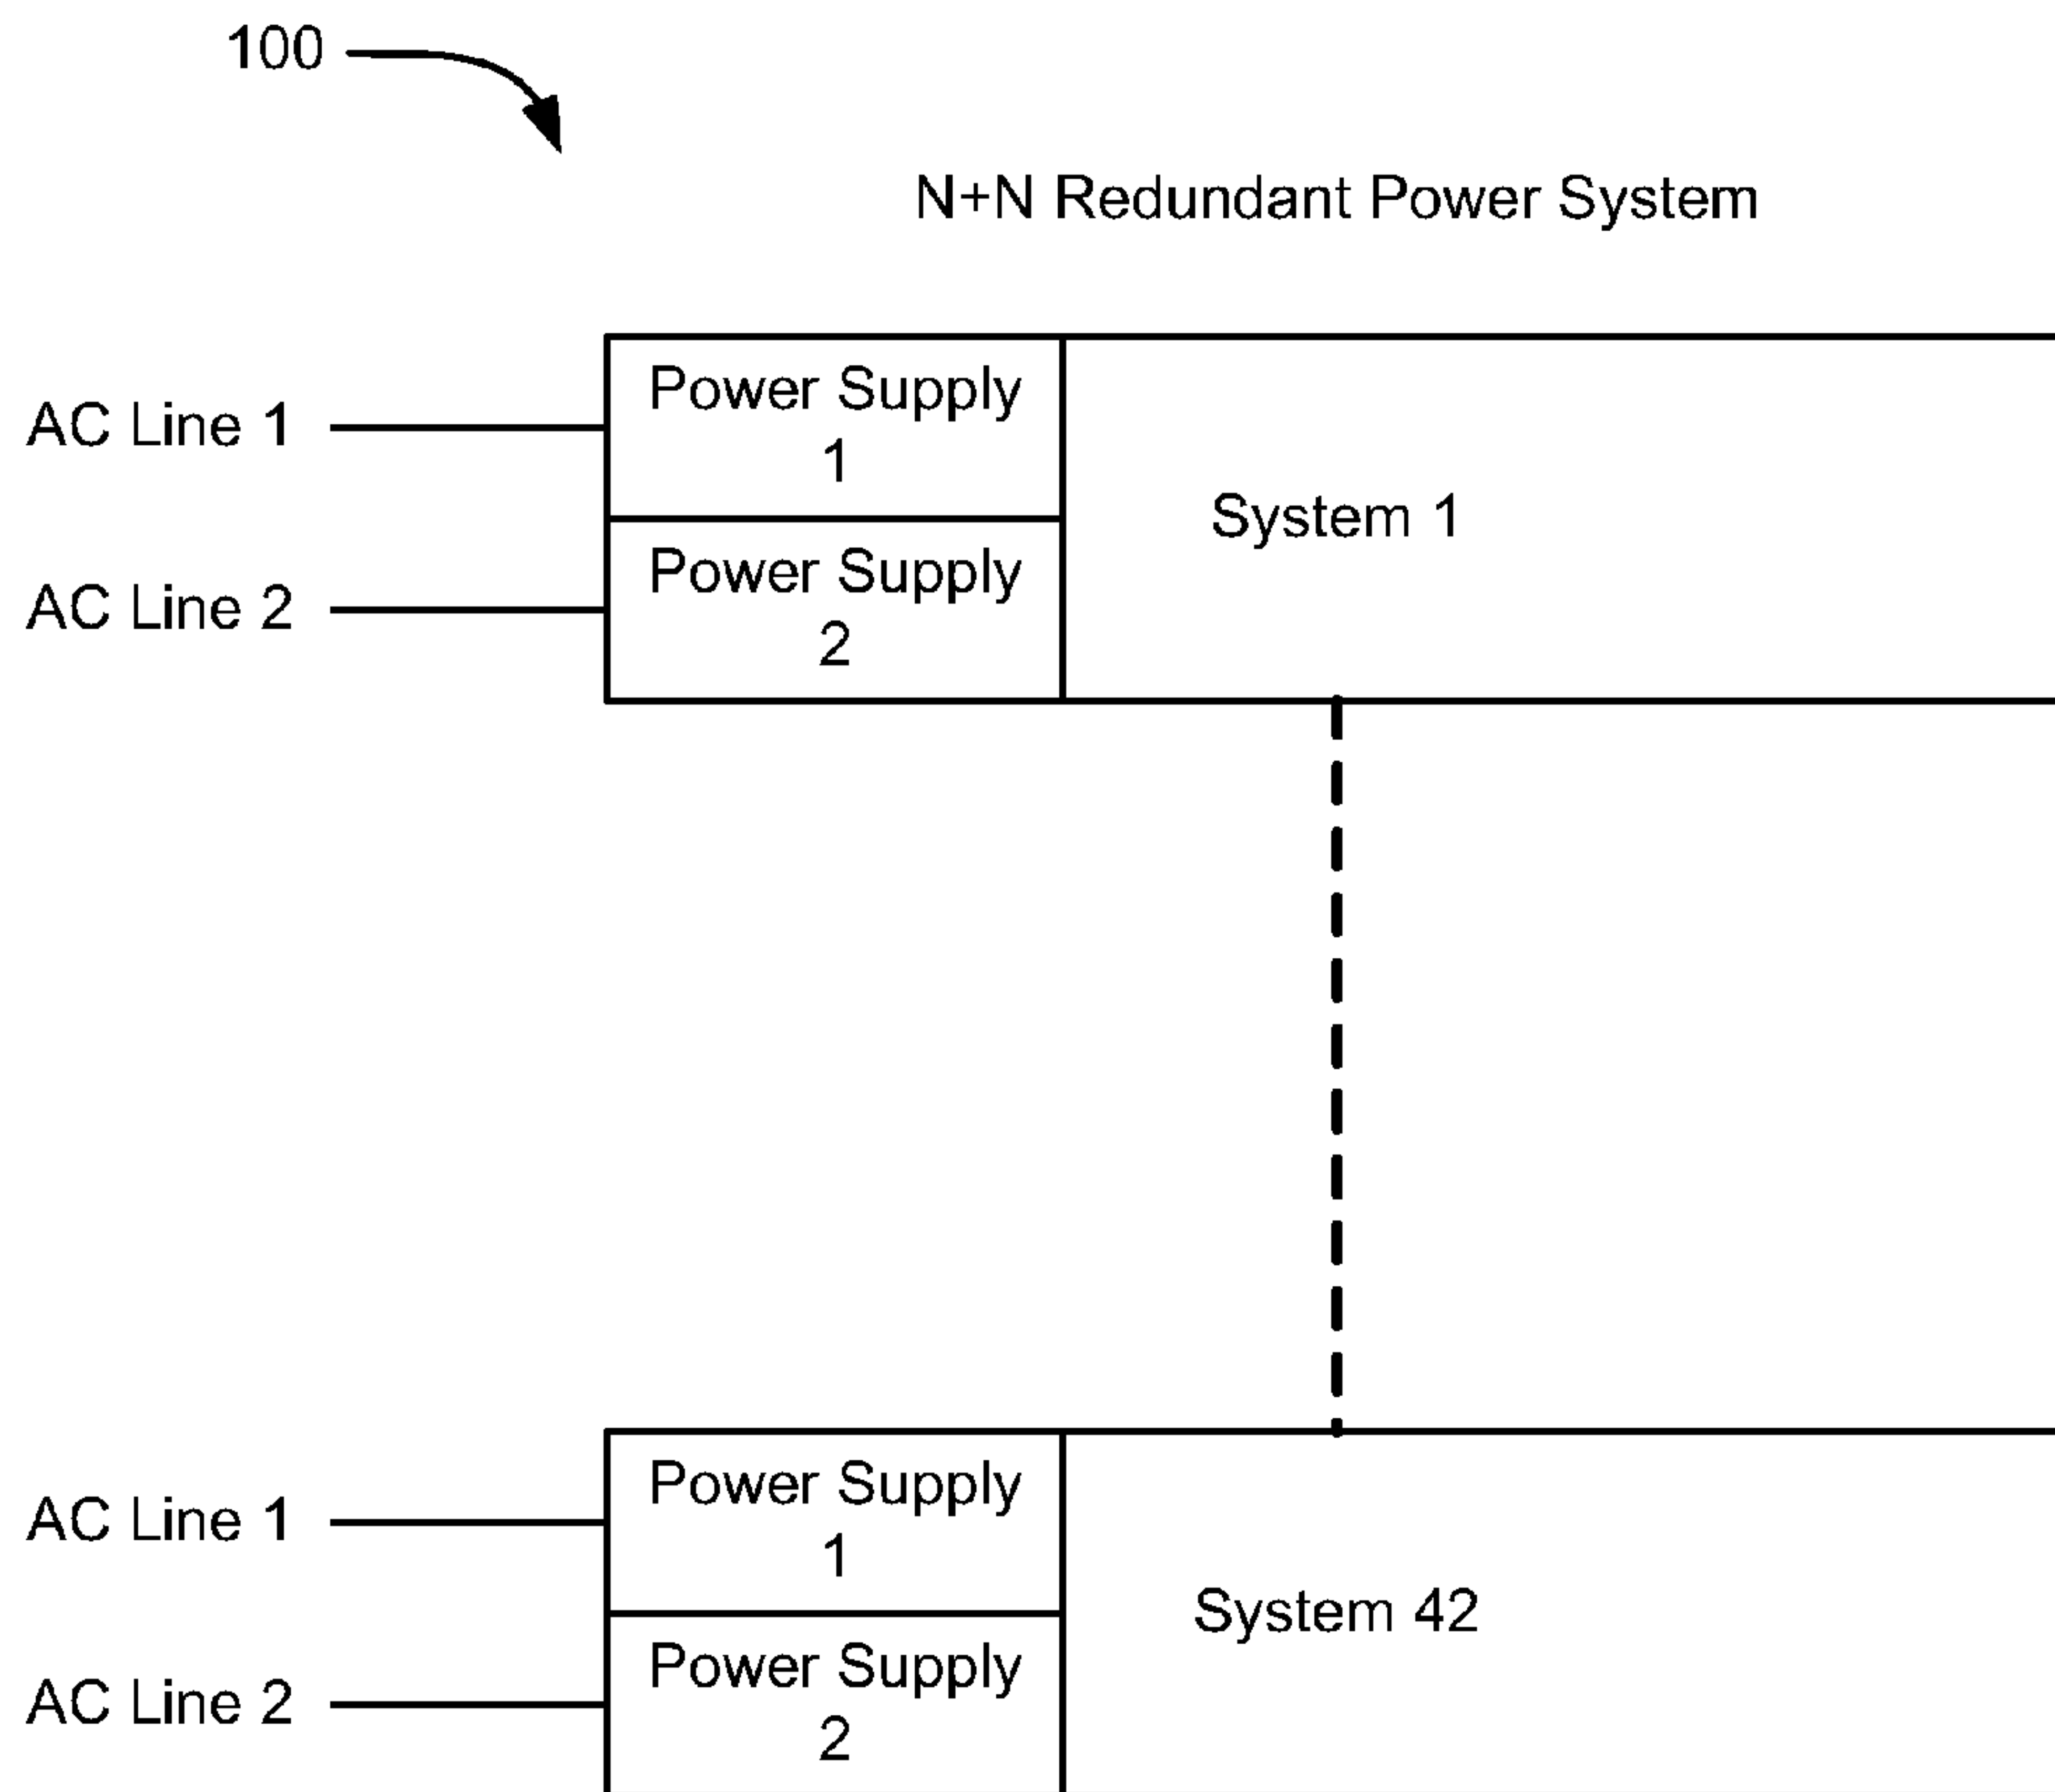 100
N+N Redundant Power System
AC Line 1
Power Supply
1
System 1
AC Line 2
Power Supply
2
AC Line 1
Power Supply
1
System 42
AC Line 2
Power Supply
2